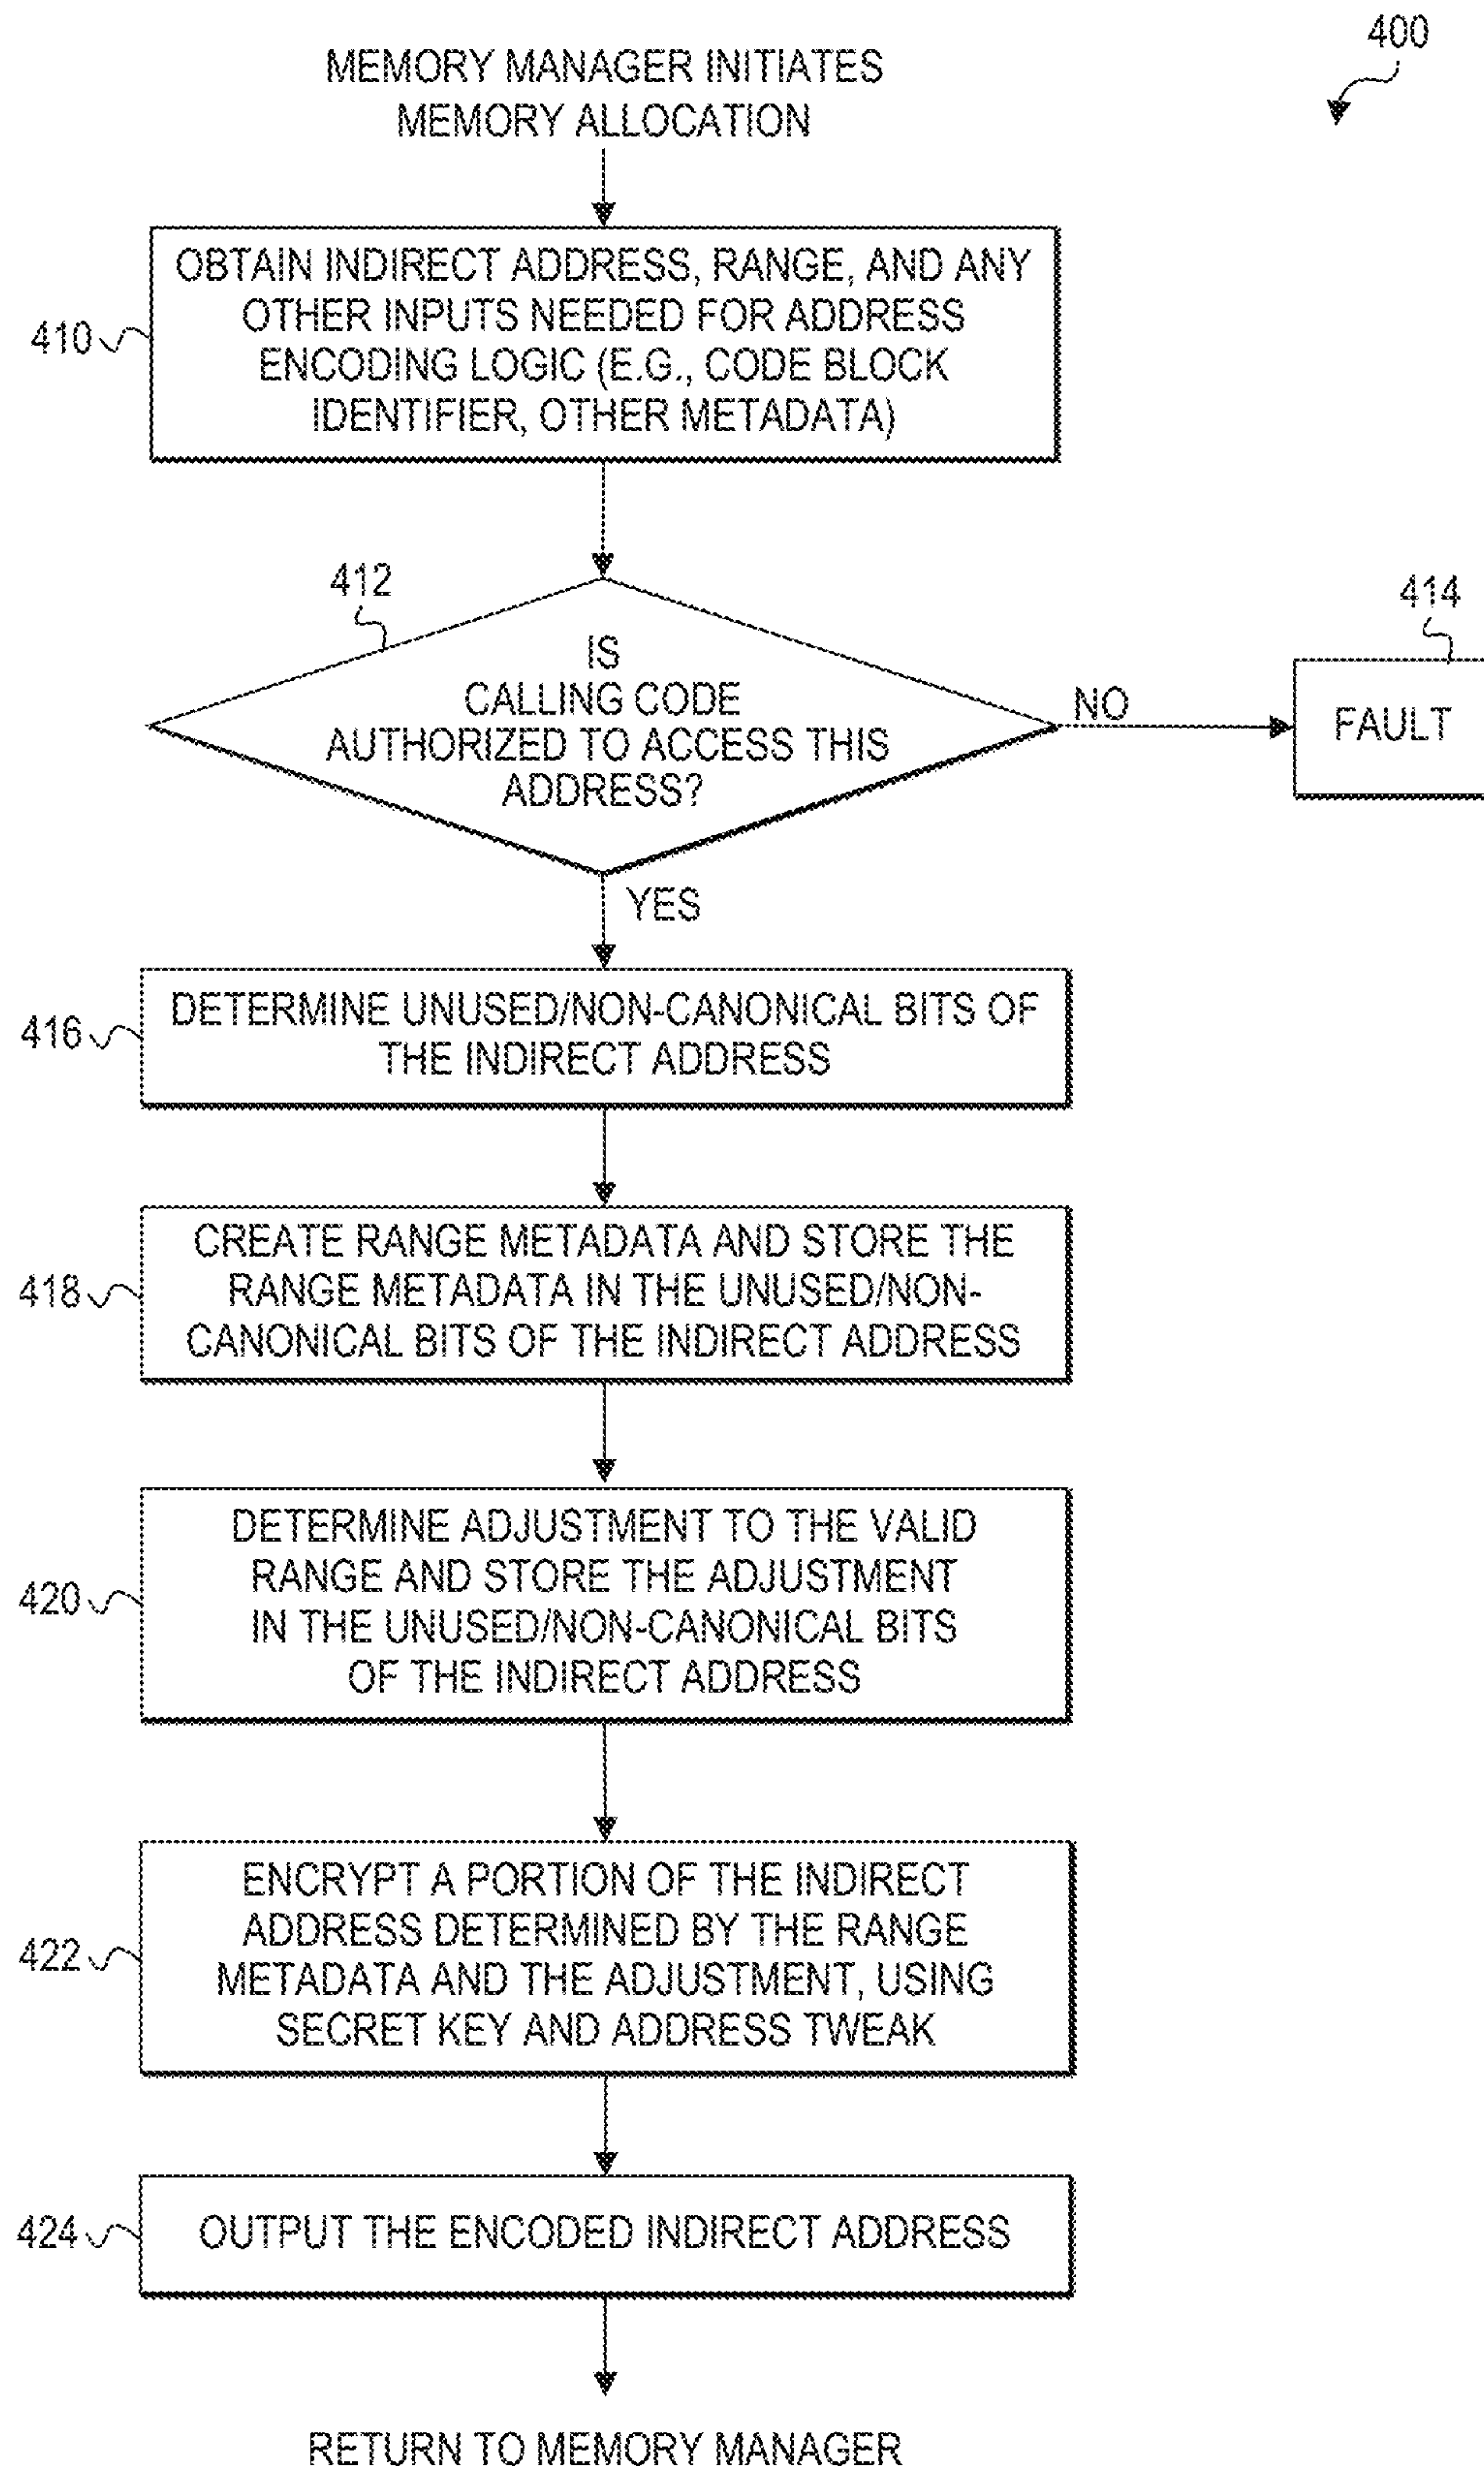 400
MEMORY MANAGER INITIATES
MEMORY ALLOCATION
410
OBTAIN INDIRECT ADDRESS, RANGE, AND ANY
OTHER INPUTS NEEDED FOR ADDRESS
ENCODING LOGIC (E.G., CODE BLOCK
IDENTIFIER, OTHER METADATA)
412
IS
CALLING CODE
AUTHORIZED TO ACCESS THIS
ADDRESS?
NO
414
FAULT
YES
416
DETERMINE UNUSED/NON-CANONICAL BITS OF
THE INDIRECT ADDRESS
418
CREATE RANGE METADATA AND STORE THE
RANGE METADATA IN THE UNUSED/NON-
CANONICAL BITS OF THE INDIRECT ADDRESS
420
DETERMINE ADJUSTMENT TO THE VALID
RANGE AND STORE THE ADJUSTMENT
IN THE UNUSED/NON-CANONICAL BITS
OF THE INDIRECT ADDRESS
422
ENCRYPT A PORTION OF THE INDIRECT
ADDRESS DETERMINED BY THE RANGE
METADATA AND THE ADJUSTMENT, USING
SECRET KEY AND ADDRESS TWEAK
424
OUTPUT THE ENCODED INDIRECT ADDRESS
RETURN TO MEMORY MANAGER